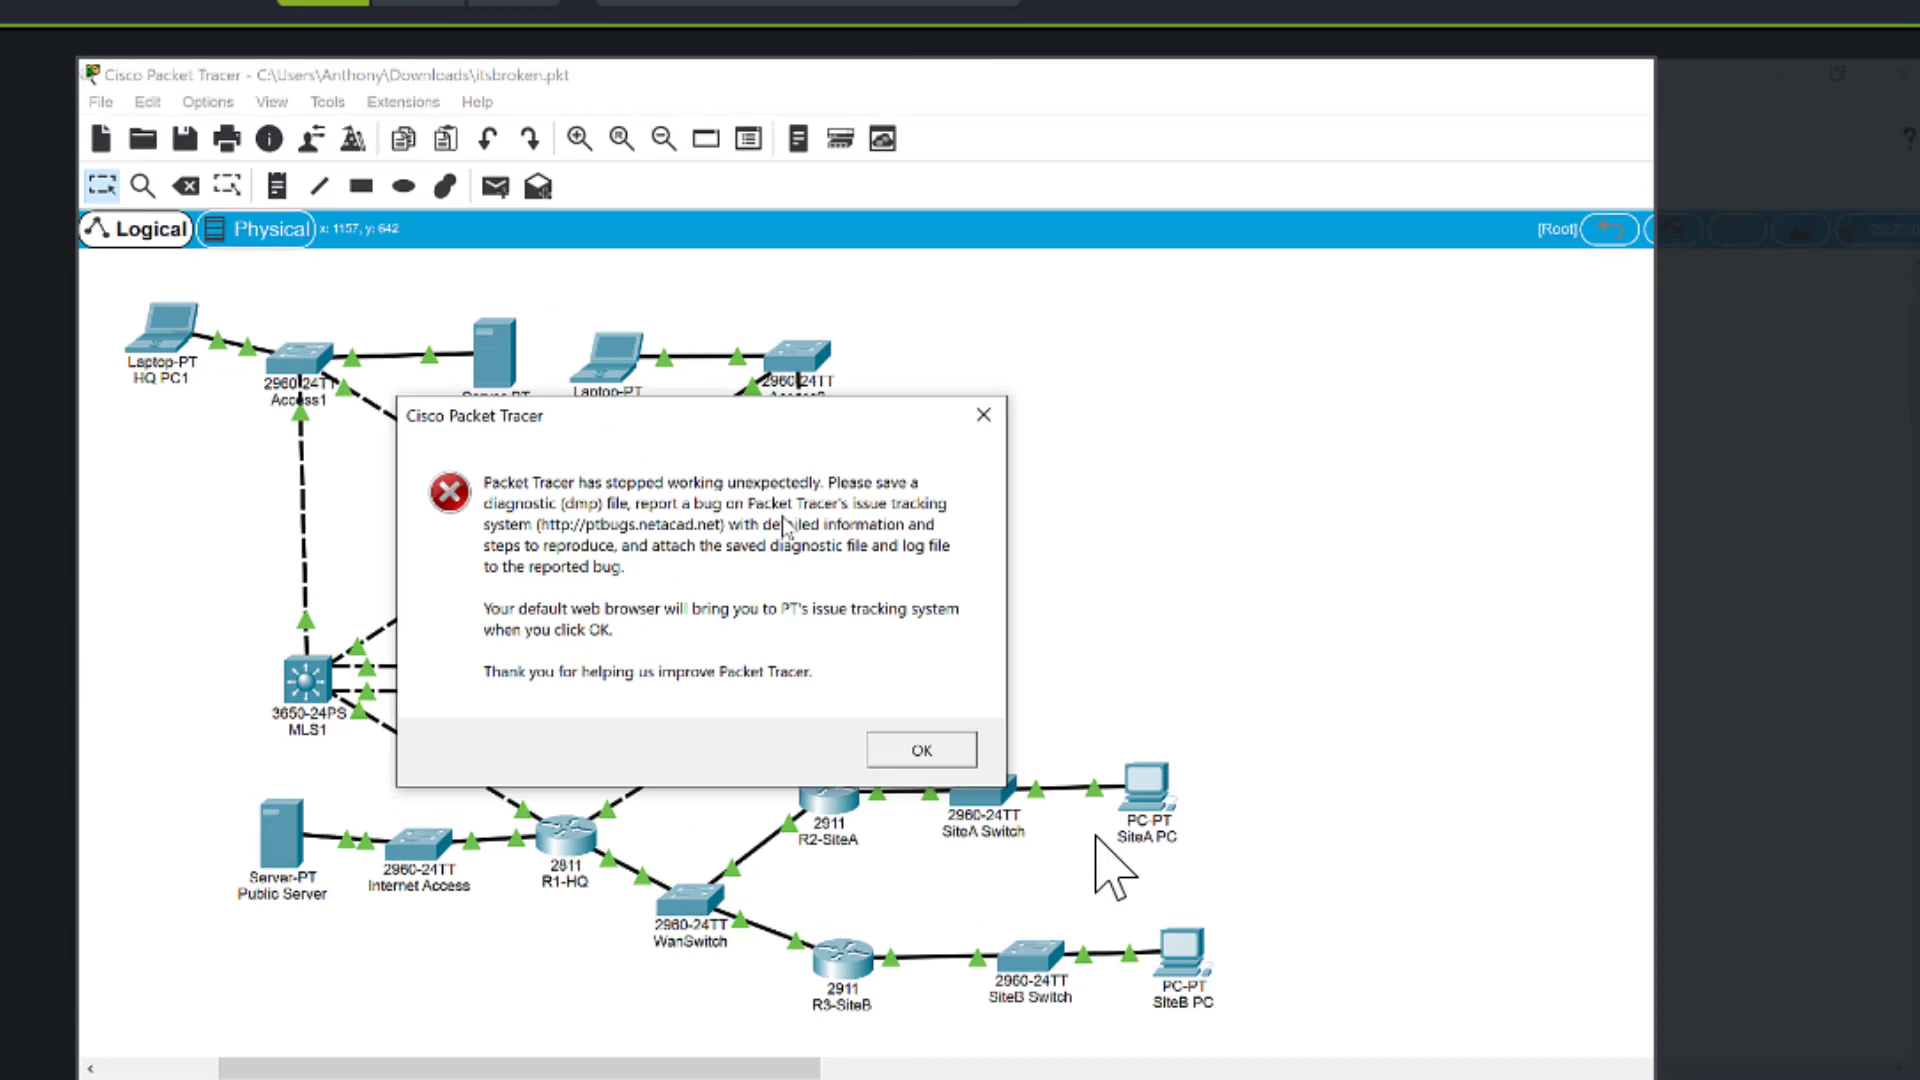 Cisco Packet Tracer - C:\Users\Anthony\Downloads\itsbroken.pkt
File Edit Options View Tools Extensions Help
Logical Physical x: 1157, y: 642 [Root]
Laptop-PT
HQ PC1
2960-24TT
Access1
Laptop-PT
2960-24TT
Cisco Packet Tracer
Packet Tracer has stopped working unexpectedly. Please save a
diagnostic (dmp) file, report a bug on Packet Tracer's issue tracking
system (http://ptbugs.netacad.net) with detailed information and
steps to reproduce, and attach the saved diagnostic file and log file
to the reported bug.
Your default web browser will bring you to PT's issue tracking system
when you click OK.
Thank you for helping us improve Packet Tracer.
OK
3650-24PS
MLS1
2911
R2-SiteA
2960-24TT
SiteA Switch
PC-PT
SiteA PC
Server-PT
Public Server
2960-24TT
Internet Access
2811
R1-HQ
2960-24TT
WanSwitch
2911
R3-SiteB
2960-24TT
SiteB Switch
PC-PT
SiteB PC